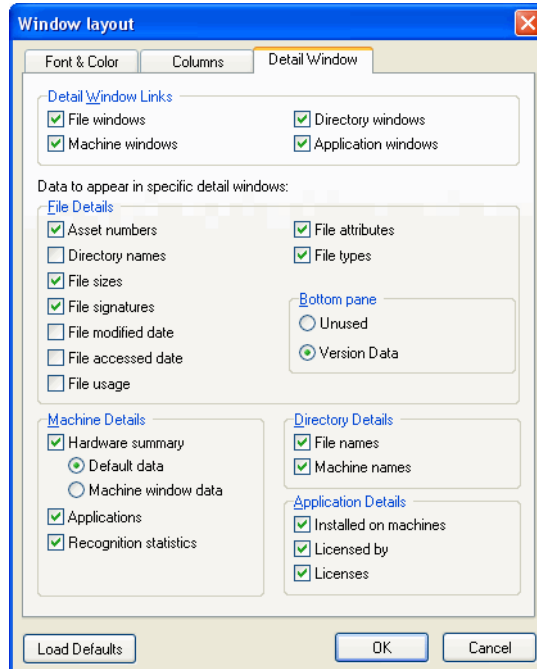 Window layout
Font & Color
Columns
Detail Window
Detail Window Links
File windows
Directory windows
Machine windows
Application windows
Data to appear in specific detail windows:
File Details
Asset numbers
File attributes
Directory names
File types
File sizes
File signatures
Bottom pane
Unused
File modified date
Version Data
File accessed date
File usage
Machine Details
Hardware summary
Default data
Machine window data
Applications
Recognition statistics
Directory Details
File names
Machine names
Application Details
Installed on machines
Licensed by
Licenses
Load Defaults
OK
Cancel